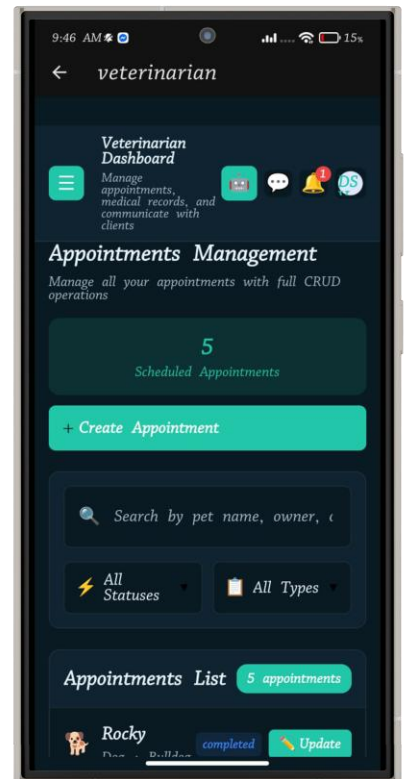 9:46 AM
15%
veterinarian
Veterinarian
Dashboard
Manage
appointments,
medical records, and
communicate with
clients
1
DS
Appointments Management
Manage all your appointments with full CRUD
operations
5
Scheduled Appointments
+ Create Appointment
Search by pet name, owner,
All
Statuses
All Types
Appointments List
5 appointments
Rocky
Dog · Bulldog
completed
Update